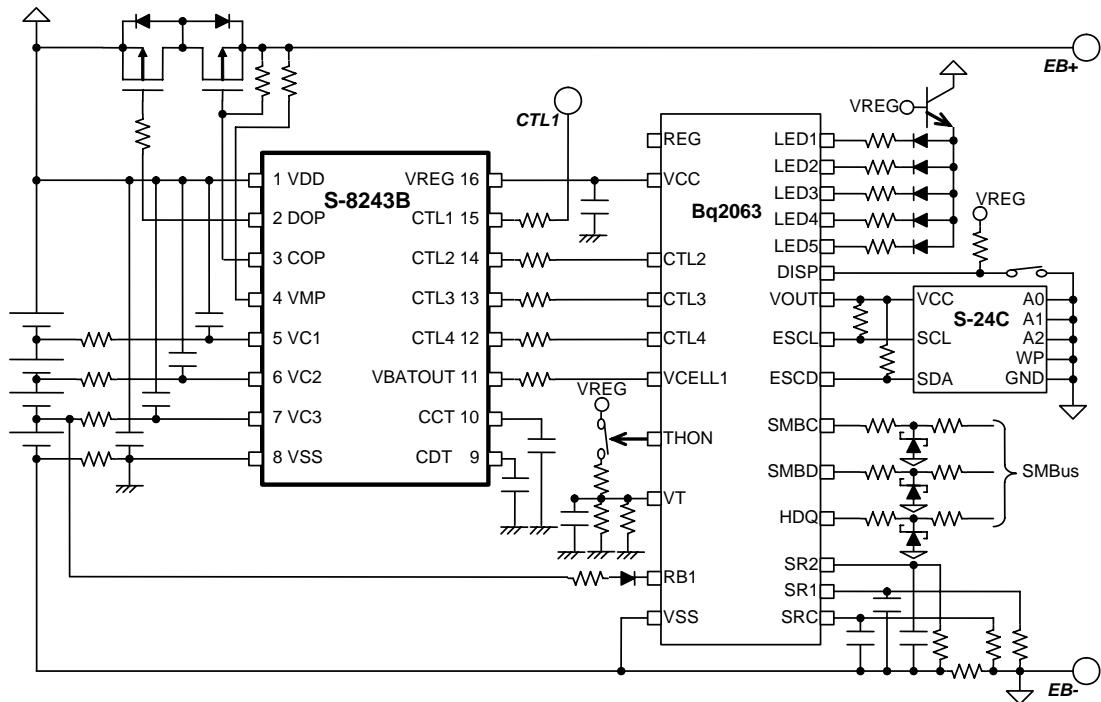 EB+
CTL1
VREG
S-8243B
1 VDD
2 DOP
3 COP
4 VMP
5 VC1
6 VC2
7 VC3
8 VSS
VREG 16
CTL1 15
CTL2 14
CTL3 13
CTL4 12
VBATOUT 11
CCT 10
CDT 9
VREG
Bq2063
REG
VCC
CTL2
CTL3
CTL4
VCELL1
THON
VT
RB1
VSS
LED1
LED2
LED3
LED4
LED5
DISP
VOUT
ESCL
ESCD
SMBC
SMBD
HDQ
SR2
SR1
SRC
VREG
S-24C
VCC
SCL
SDA
A0
A1
A2
WP
GND
SMBus
EB-